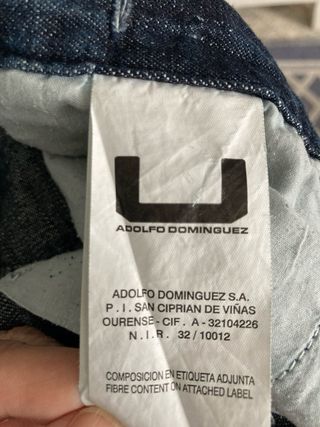 ADOLFO DOMINGUEZ
ADOLFO DOMINGUEZ S.A.
P.I. SAN CIPRIAN DE VIÑAS
OURENSE - CIF. A - 32104226
N.I.R. 32/10012
COMPOSICION EN ETIQUETA ADJUNTA
FIBRE CONTENT ON ATTACHED LABEL